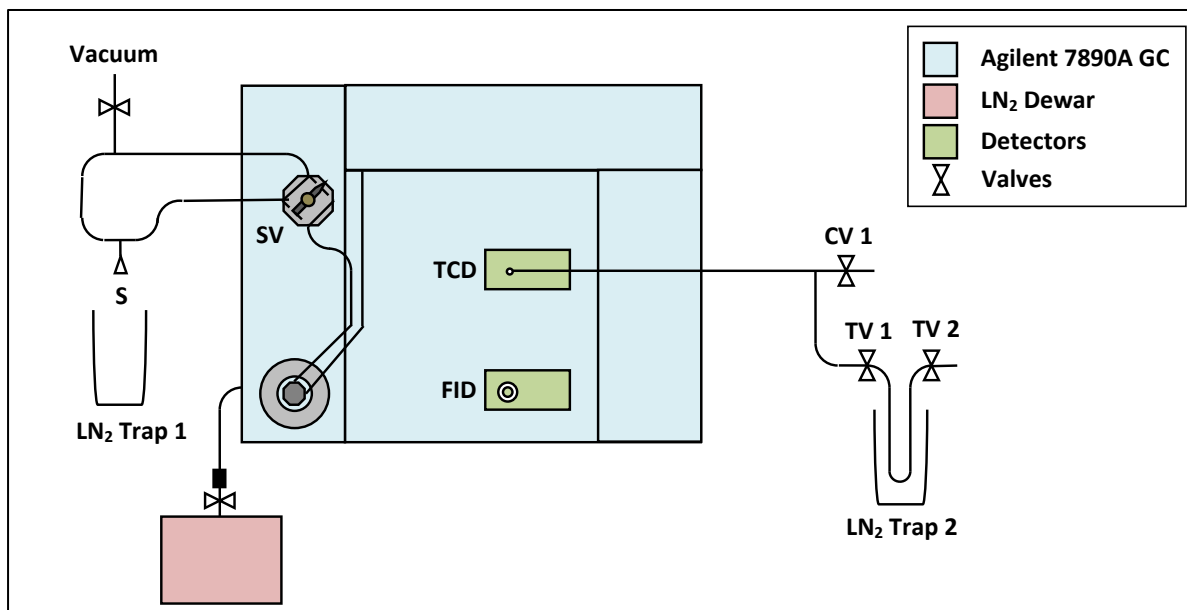 Vacuum
Agilent 7890A GC
LN₂ Dewar
Detectors
Valves
SV
CV 1
TCD
S
TV 1 TV 2
FID
LN₂ Trap 1
LN₂ Trap 2